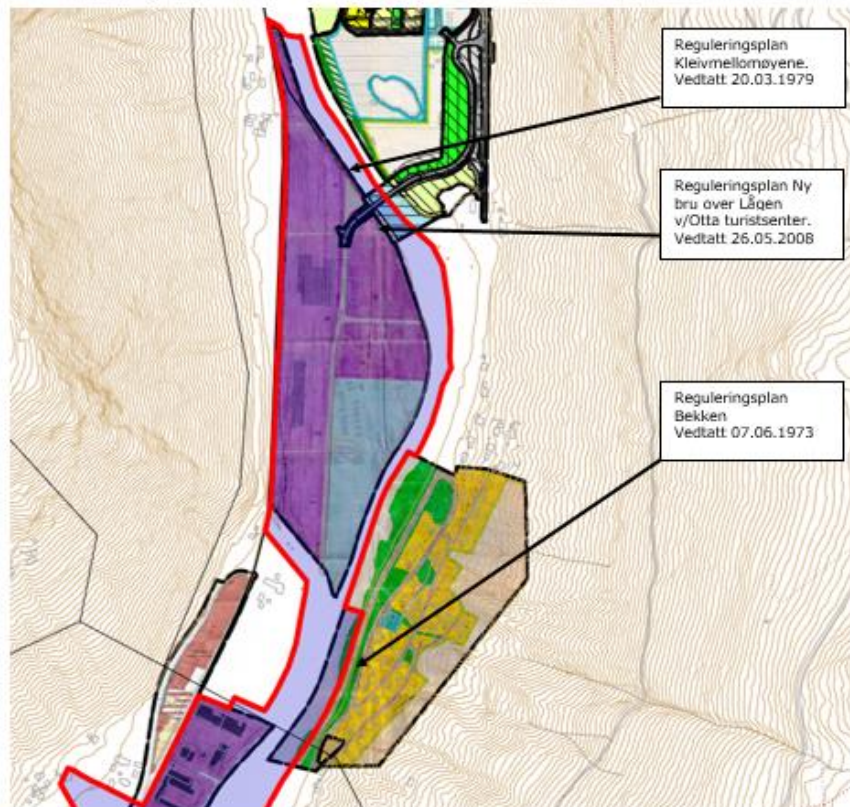 Reguleringsplan
Kleivmellomøyene.
Vedtatt 20.03.1979
Reguleringsplan Ny
bru over Lågen
v/Otta turistsenter.
Vedtatt 26.05.2008
Reguleringsplan
Bekken
Vedtatt 07.06.1973